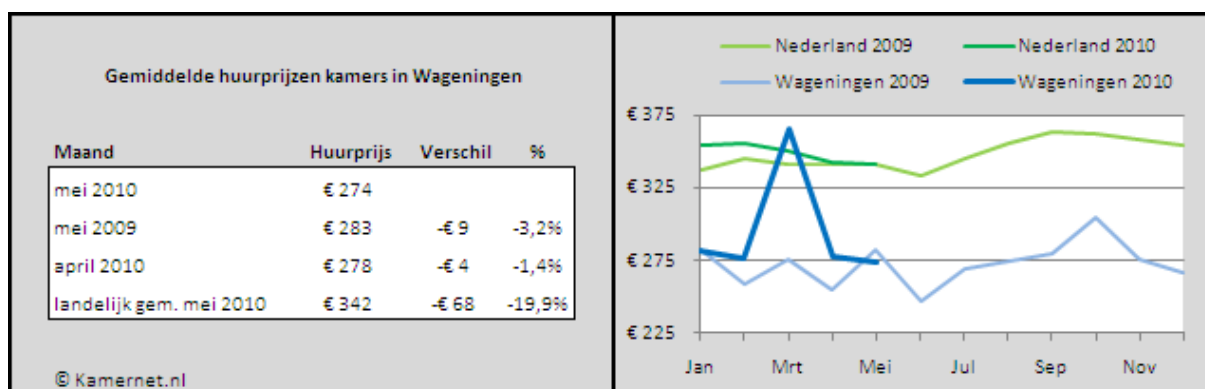 Gemiddelde huurprijzen kamers in Wageningen
Maand Huurprijs Verschil %
mei 2010 € 274
mei 2009 € 283 -€ 9 -3,2%
april 2010 € 278 -€ 4 -1,4%
landelijk gem. mei 2010 € 342 -€ 68 -19,9%
© Kamernet.nl
Nederland 2009 Nederland 2010
Wageningen 2009 Wageningen 2010
€ 375
€ 325
€ 275
€ 225
Jan Mrt Mei Jul Sep Nov